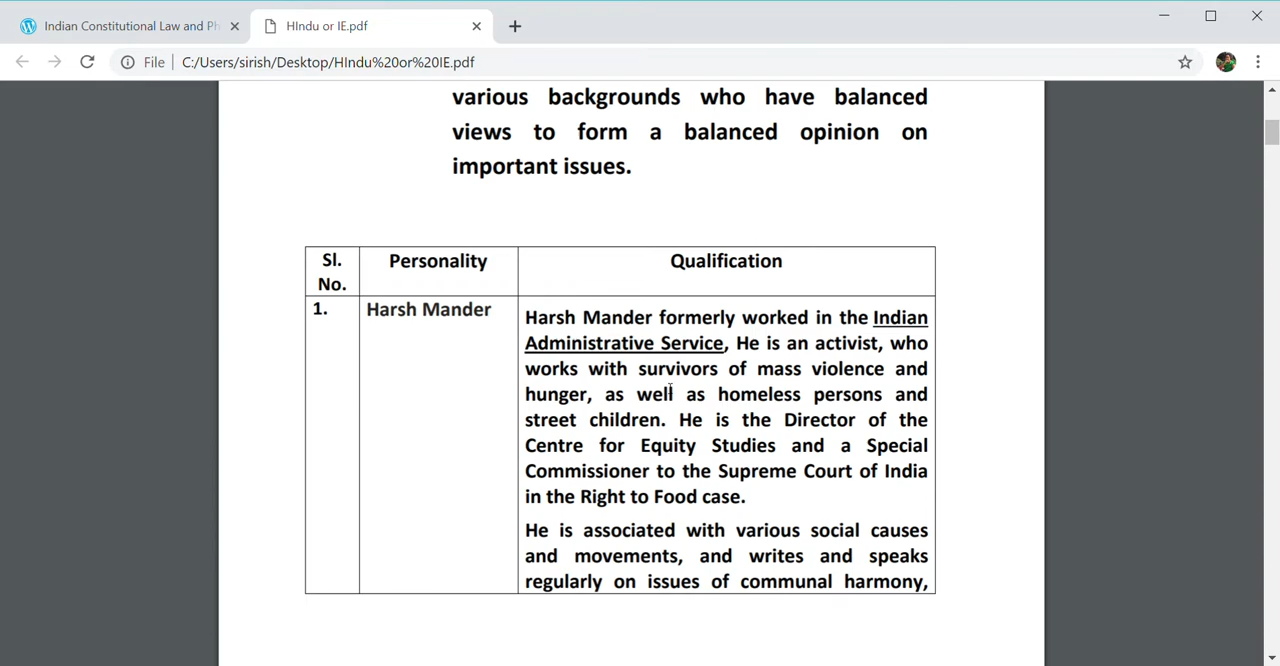 Indian Constitutional Law and Ph
HIndu or IE.pdf
File
C:/Users/sirish/Desktop/HIndu%20or%20IE.pdf
various backgrounds who have balanced
views to form a balanced opinion on
important issues.
Sl.
No.
Personality
Qualification
1.
Harsh Mander
Harsh Mander formerly worked in the Indian
Administrative Service, He is an activist, who
works with survivors of mass violence and
hunger, as well as homeless persons and
street children. He is the Director of the
Centre for Equity Studies and a Special
Commissioner to the Supreme Court of India
in the Right to Food case.
He is associated with various social causes
and movements, and writes and speaks
regularly on issues of communal harmony,